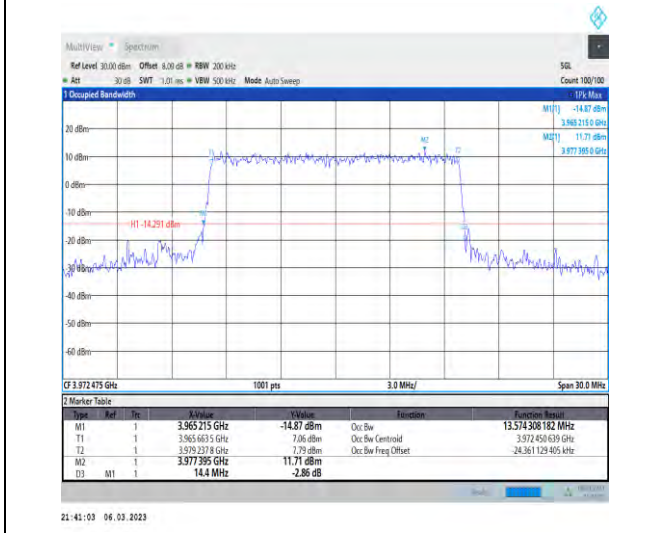 MultiView Spectrum
Ref Level 30.00 dBm Offset 8.00 dB RBW 200 kHz SGL
Att 30 dB SWT 1.01 ms VBW 500 kHz Mode Auto Sweep Count 100/100
1 Occupied Bandwidth 1Pk Max
M1[1] -14.87 dBm
3.965 215 0 GHz
M2[1] 11.71 dBm
3.977 395 0 GHz
20 dBm
M2
T1 T2
10 dBm
0 dBm
-10 dBm
H1 -14.291 dBm
-20 dBm
-30 dBm
-40 dBm
-50 dBm
-60 dBm
CF 3.972 475 GHz 1001 pts 3.0 MHz/ Span 30.0 MHz
2 Marker Table
Type Ref Trc X-Value Y-Value Function Function Result
M1 1 3.965 215 GHz -14.87 dBm Occ Bw 13.574 308 182 MHz
T1 1 3.965 663 5 GHz 7.06 dBm Occ Bw Centroid 3.972 450 639 GHz
T2 1 3.979 237 8 GHz 7.79 dBm Occ Bw Freq Offset -24.361 129 405 kHz
M2 1 3.977 395 GHz 11.71 dBm
D3 M1 1 14.4 MHz -2.86 dB
21:41:03 06.03.2023